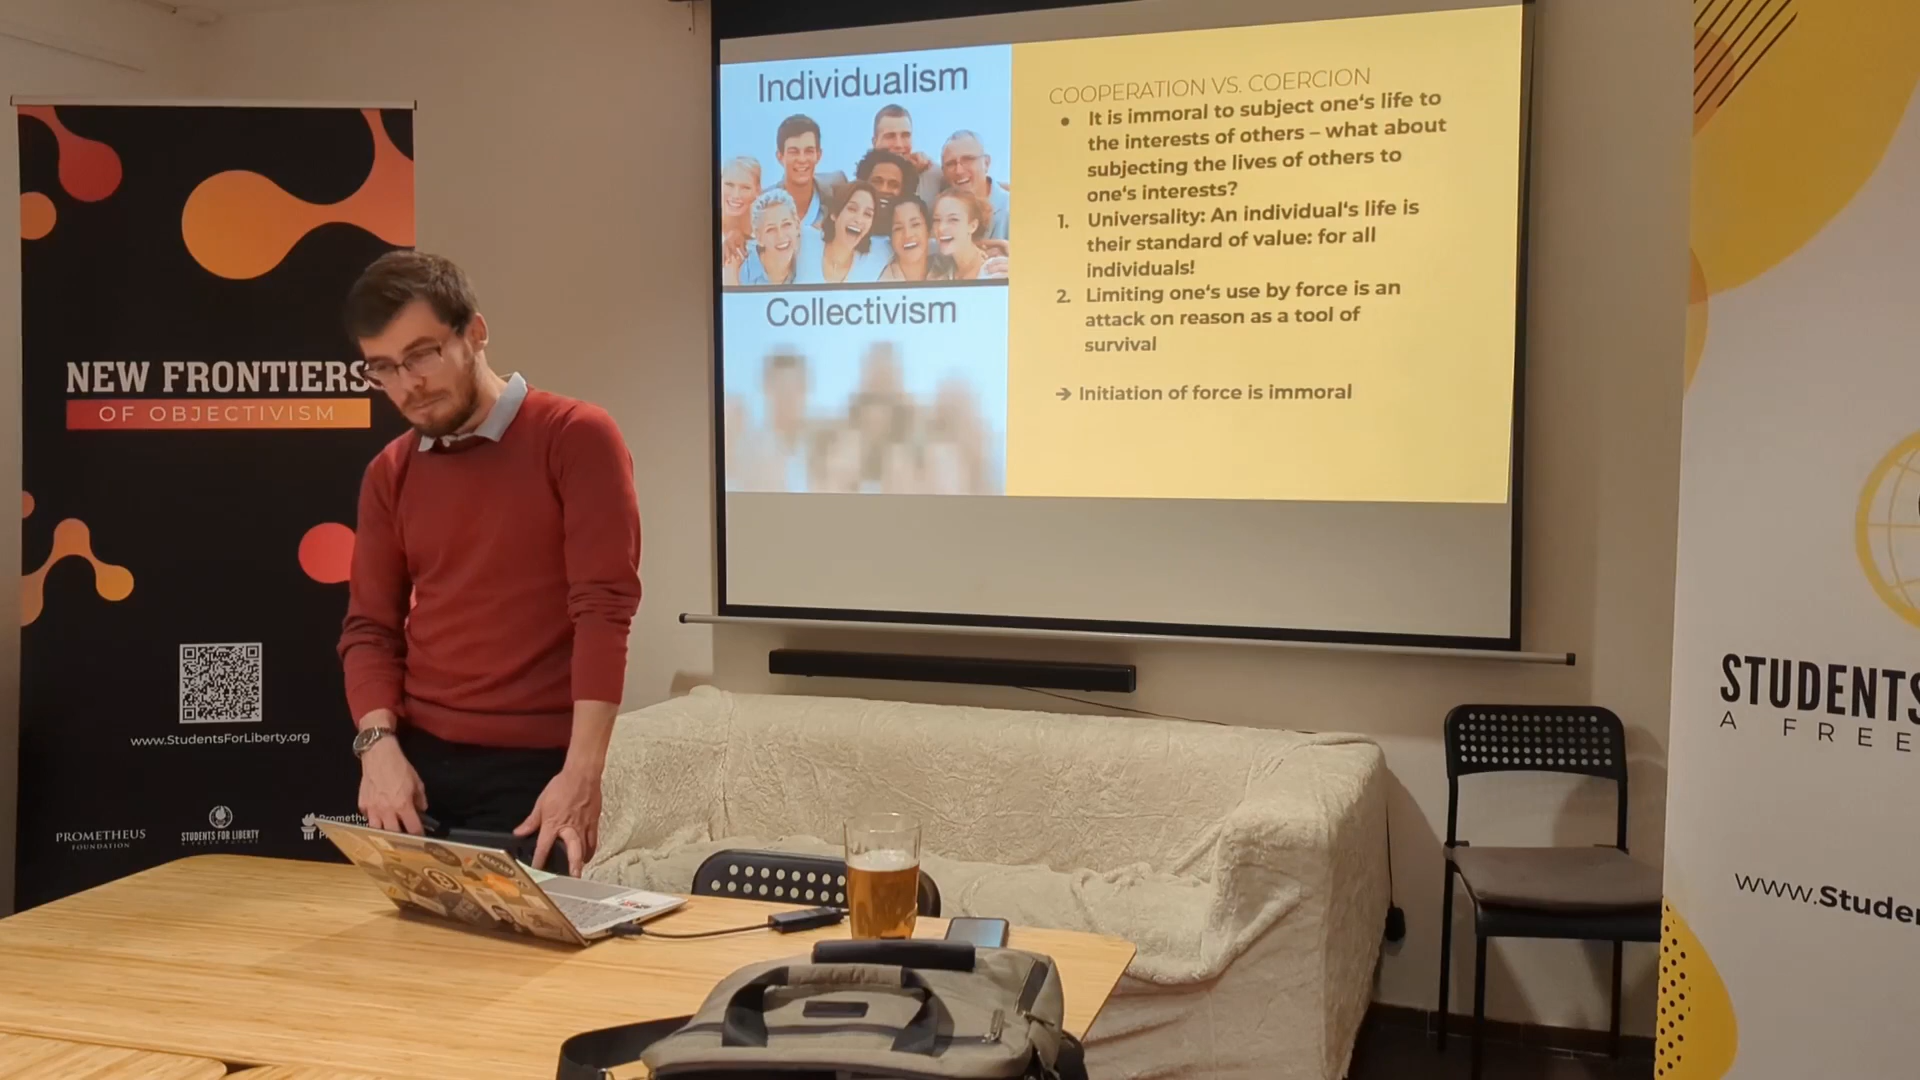 NEW FRONTIERS
OF OBJECTIVISM
www.StudentsForLiberty.org
PROMETHEUS
FOUNDATION
STUDENTS FOR LIBERTY
A FREER FUTURE
Individualism
Collectivism
COOPERATION VS. COERCION
• It is immoral to subject one‘s life to
the interests of others – what about
subjecting the lives of others to
one‘s interests?
1. Universality: An individual‘s life is
their standard of value: for all
individuals!
2. Limiting one‘s use by force is an
attack on reason as a tool of
survival
→ Initiation of force is immoral
STUDENTS
A FREE
www.Stude